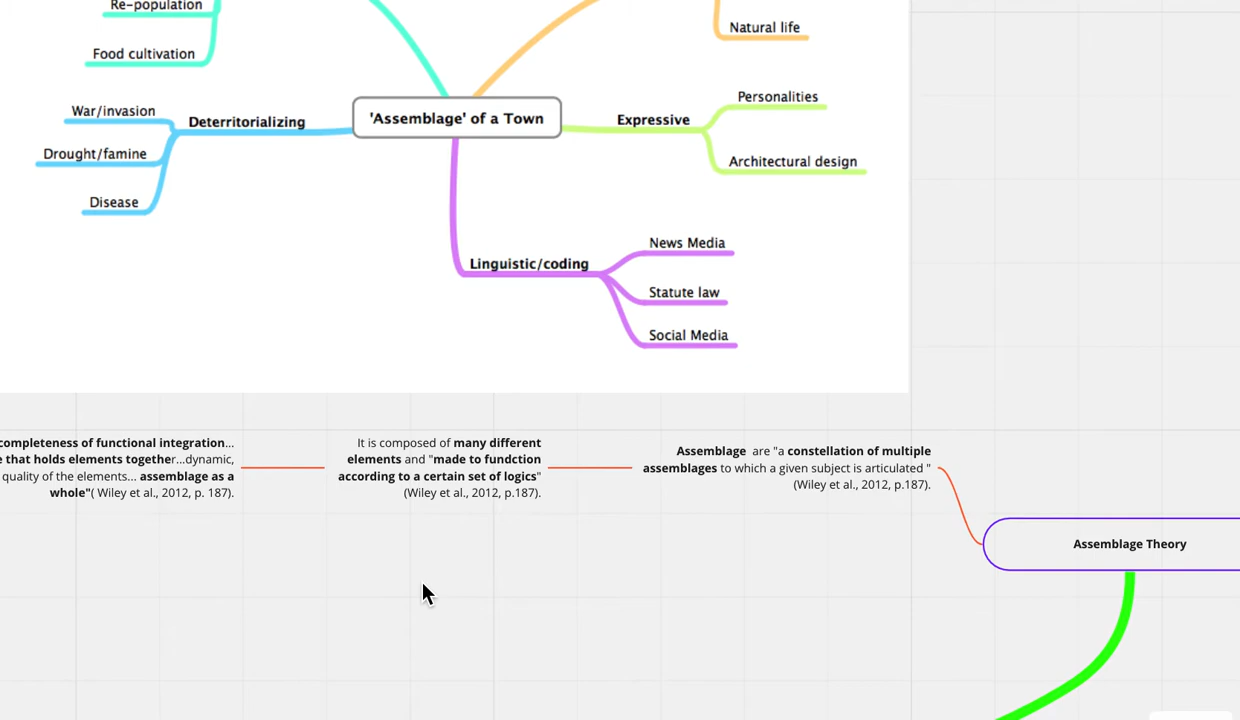 Re-population
Natural life
Food cultivation
Personalities
War/invasion
'Assemblage' of a Town
Expressive
Deterritorializing
Drought/famine
Architectural design
Disease
News Media
Linguistic/coding
Statute law
Social Media
completeness of functional integration...
that holds elements together...dynamic,
quality of the elements... assemblage as a
whole"( Wiley et al., 2012, p. 187).
It is composed of many different
elements and "made to fundction
according to a certain set of logics"
(Wiley et al., 2012, p.187).
Assemblage are "a constellation of multiple
assemblages to which a given subject is articulated "
(Wiley et al., 2012, p.187).
Assemblage Theory